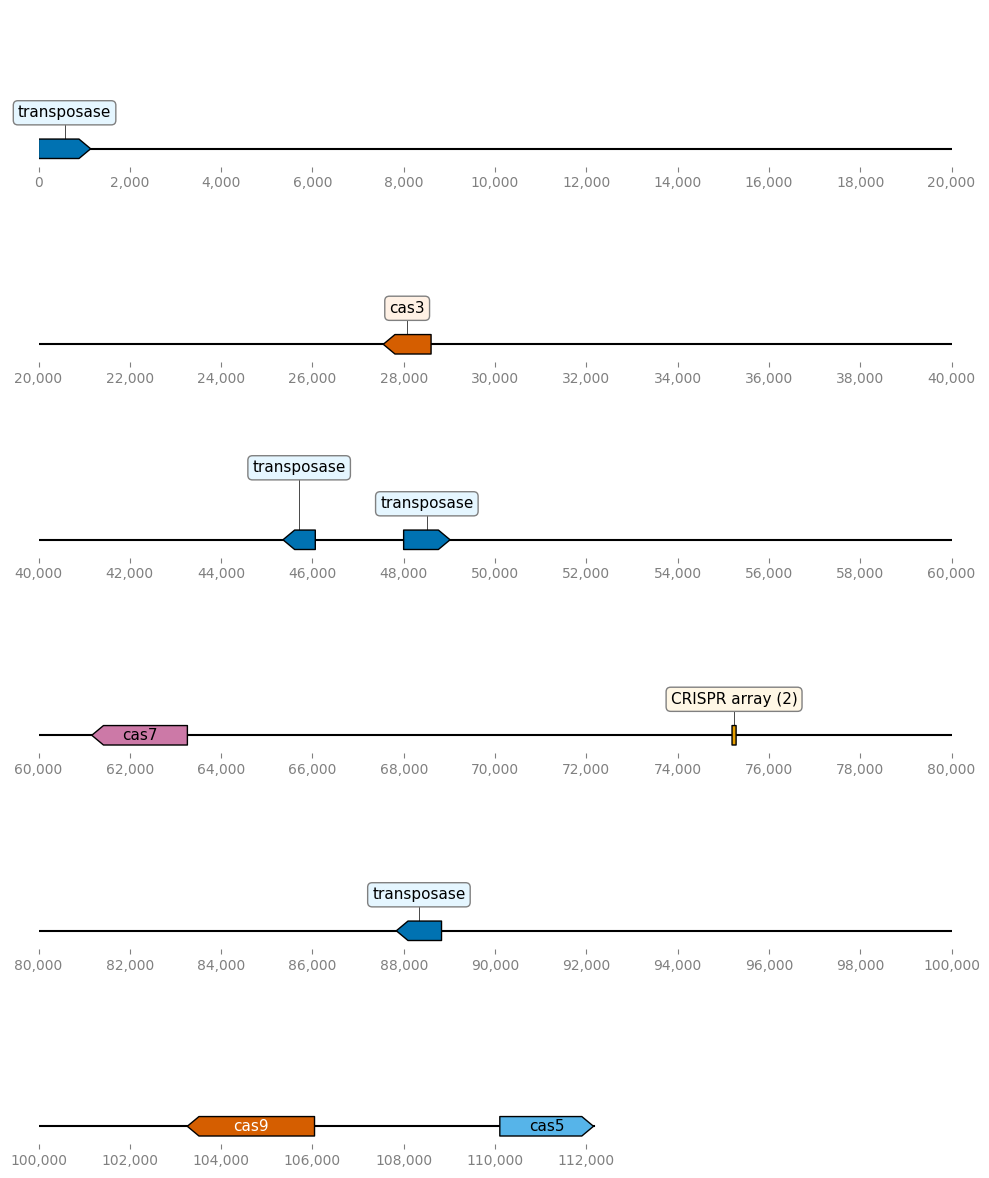 transposase
0 2,000 4,000 6,000 8,000 10,000 12,000 14,000 16,000 18,000 20,000
cas3
20,000 22,000 24,000 26,000 28,000 30,000 32,000 34,000 36,000 38,000 40,000
transposase
transposase
40,000 42,000 44,000 46,000 48,000 50,000 52,000 54,000 56,000 58,000 60,000
CRISPR array (2)
cas7
60,000 62,000 64,000 66,000 68,000 70,000 72,000 74,000 76,000 78,000 80,000
transposase
80,000 82,000 84,000 86,000 88,000 90,000 92,000 94,000 96,000 98,000 100,000
cas9 cas5
100,000 102,000 104,000 106,000 108,000 110,000 112,000